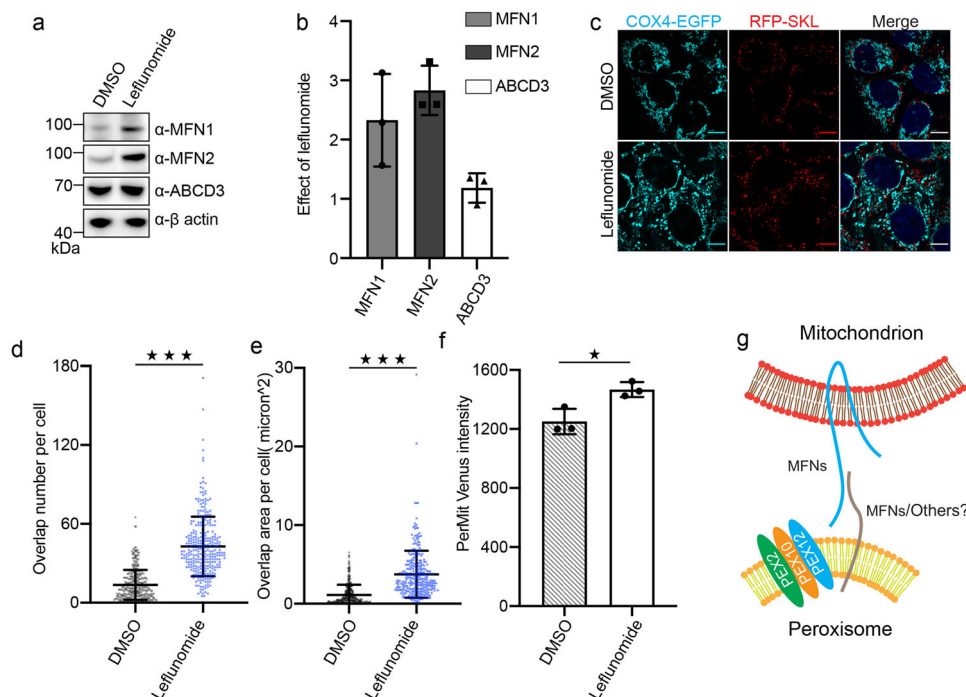 a
DMSO
Leflunomide
100
α-MFN1
100
α-MFN2
70
α-ABCD3
40
α-β actin
kDa
b
Effect of leflunomide
4
3
2
1
0
MFN1
MFN2
ABCD3
MFN1
MFN2
ABCD3
c
COX4-EGFP
RFP-SKL
Merge
DMSO
Leflunomide
d
Overlap number per cell
180
120
60
0
★★★
DMSO
Leflunomide
e
Overlap area per cell( micron^2)
30
20
10
0
★★★
DMSO
Leflunomide
f
PerMit Venus intensity
1600
1200
800
400
0
★
DMSO
Leflunomide
g
Mitochondrion
MFNs
MFNs/Others?
PEX2
PEX10
PEX12
Peroxisome